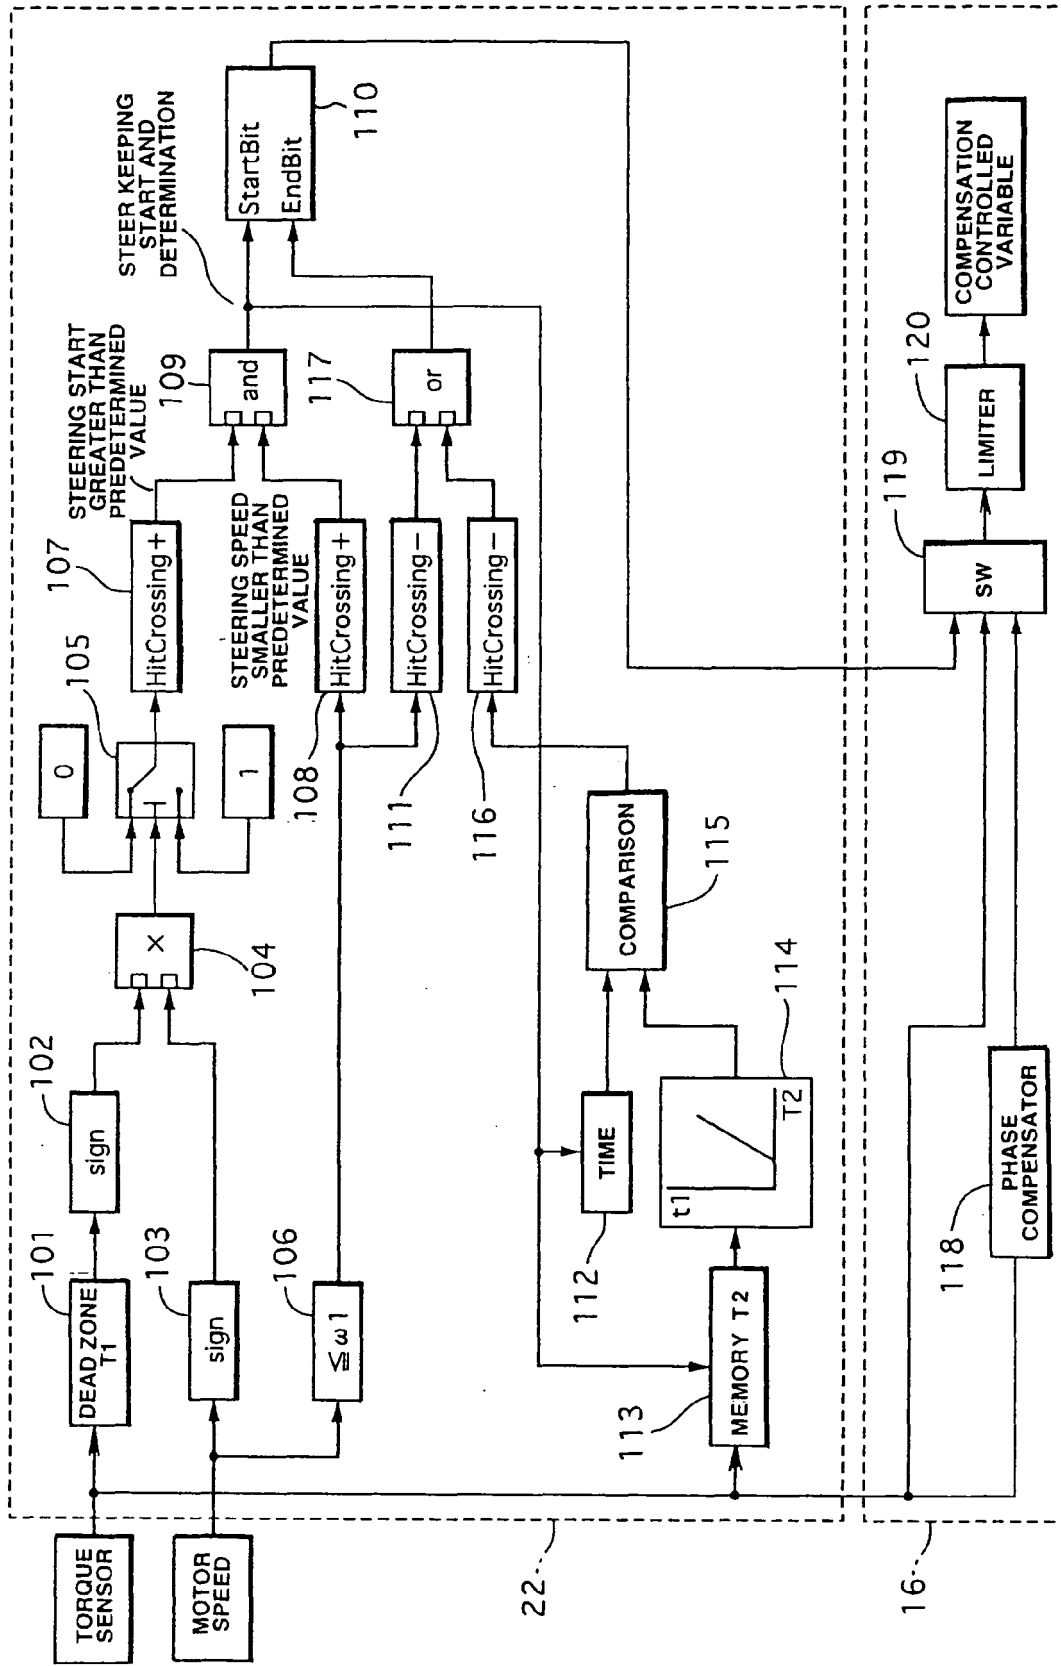 TORQUE
SENSOR
MOTOR
SPEED
101
DEAD ZONE
T1
102
sign
103
sign
106
≦ω1
104
×
0
105
1
107
HitCrossing+
STEERING START
GREATER THAN
PREDETERMINED
VALUE
108
HitCrossing+
STEERING SPEED
SMALLER THAN
PREDETERMINED
VALUE
111
HitCrossing−
116
HitCrossing−
109
and
117
or
STEER KEEPING
START AND
DETERMINATION
StartBit
EndBit
110
112
TIME
113
MEMORY T2
114
t1
T2
COMPARISON
115
22
16
118
PHASE
COMPENSATOR
119
SW
120
LIMITER
COMPENSATION
CONTROLLED
VARIABLE